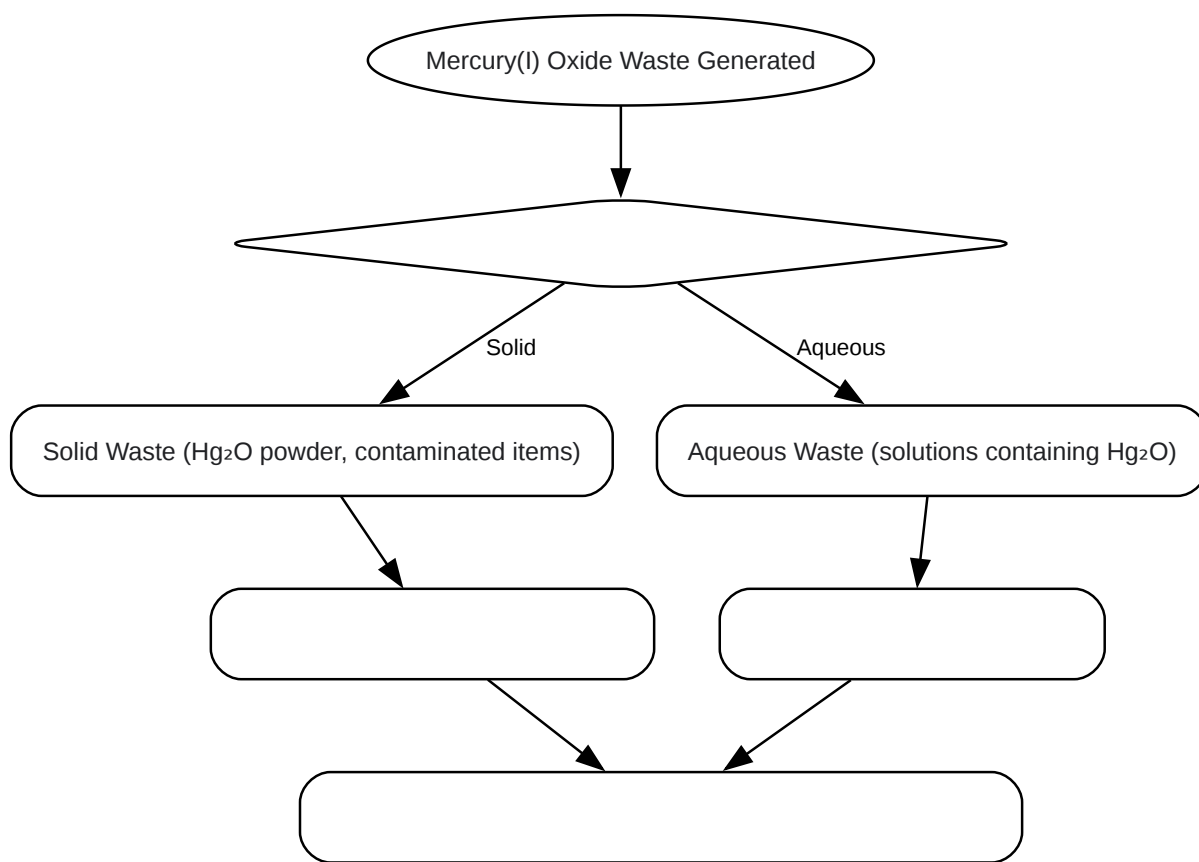 Mercury(I) Oxide Waste Generated
Solid
Aqueous
Solid Waste (Hg₂O powder, contaminated items)
Aqueous Waste (solutions containing Hg₂O)